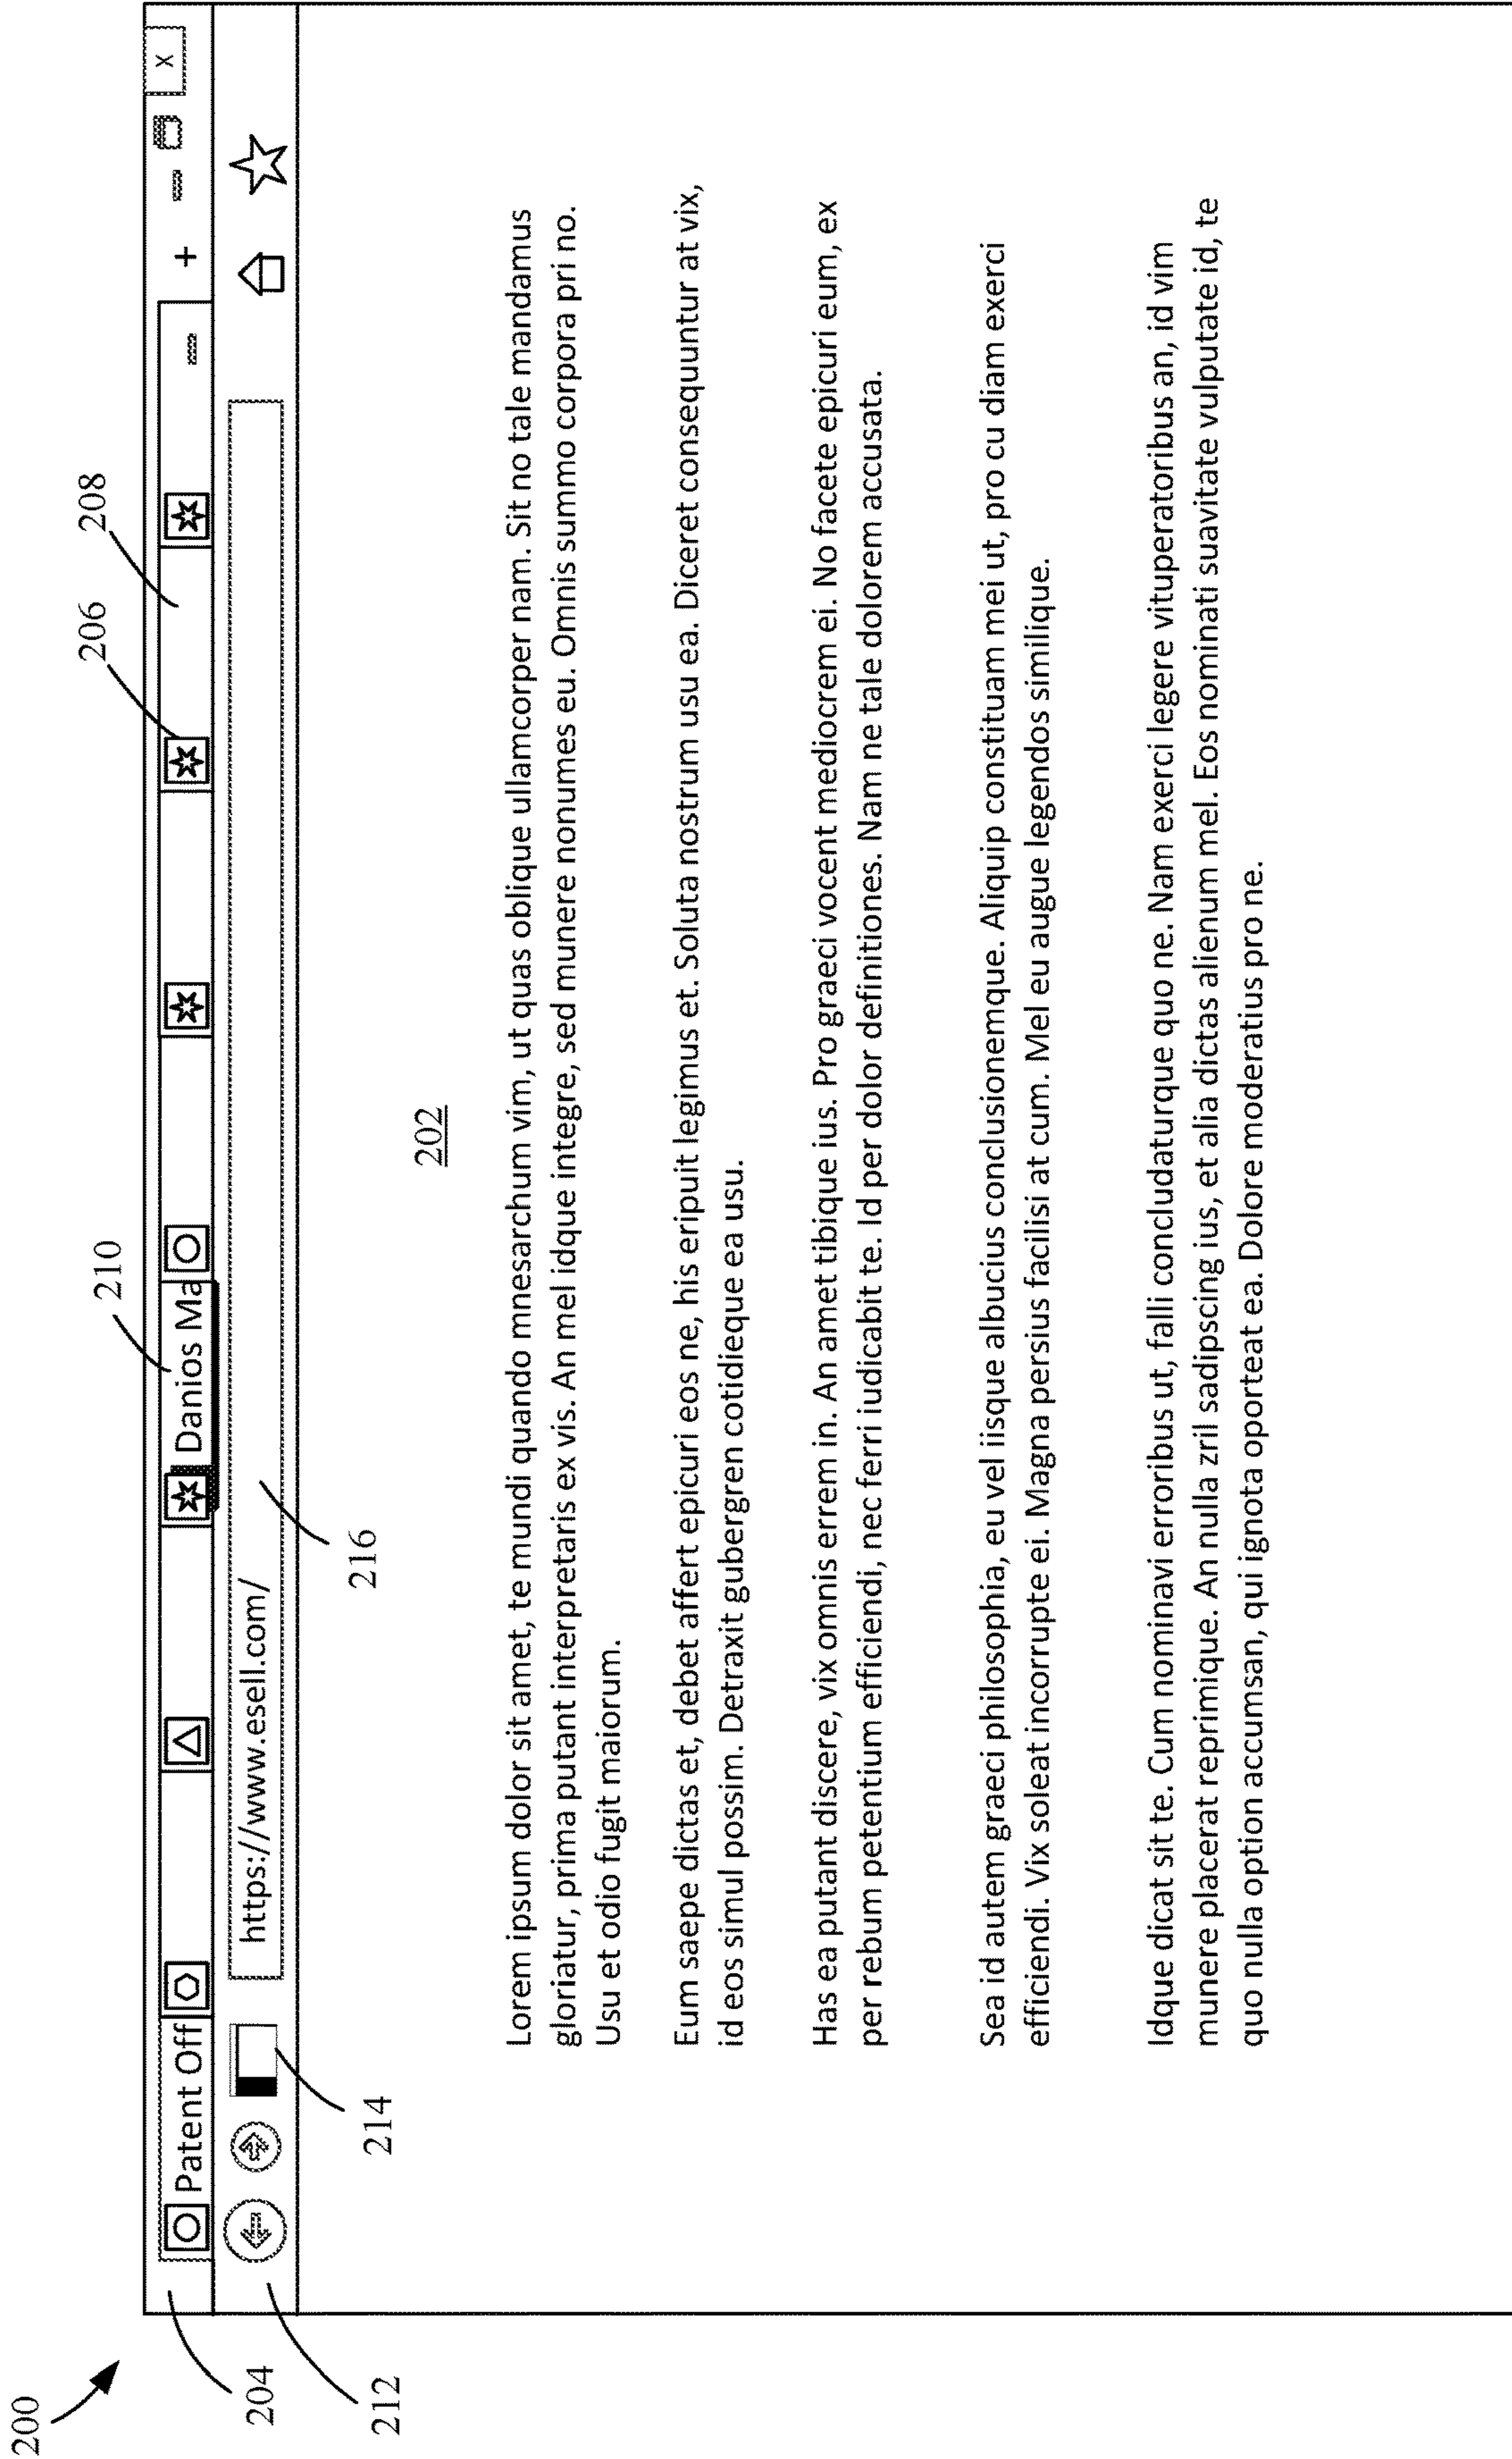 200
204
212
210
206
208
Patent Off
Danios Ma
+
x
https://www.esell.com/
214
216
202
Lorem ipsum dolor sit amet, te mundi quando mnesarchum vim, ut quas oblique ullamcorper nam. Sit no tale mandamus
gloriatur, prima putant interpretaris ex vis. An mel idque integre, sed munere nonumes eu. Omnis summo corpora pri no.
Usu et odio fugit maiorum.
Eum saepe dictas et, debet affert epicuri eos ne, his eripuit legimus et. Soluta nostrum usu ea. Diceret consequuntur at vix,
id eos simul possim. Detraxit gubergren cotidieque ea usu.
Has ea putant discere, vix omnis errem in. An amet tibique ius. Pro graeci vocent mediocrem ei. No facete epicuri eum, ex
per rebum petentium efficiendi, nec ferri iudicabit te. Id per dolor definitiones. Nam ne tale dolorem accusata.
Sea id autem graeci philosophia, eu vel iisque albucius conclusionemque. Aliquip constituam mei ut, pro cu diam exerci
efficiendi. Vix soleat incorrupte ei. Magna persius facilisi at cum. Mel eu augue legendos similique.
Idque dicat sit te. Cum nominavi erroribus ut, falli concludaturque quo ne. Nam exerci legere vituperatoribus an, id vim
munere placerat reprimique. An nulla zril sadipscing ius, et alia dictas alienum mel. Eos nominati suavitate vulputate id, te
quo nulla option accumsan, qui ignota oporteat ea. Dolore moderatius pro ne.